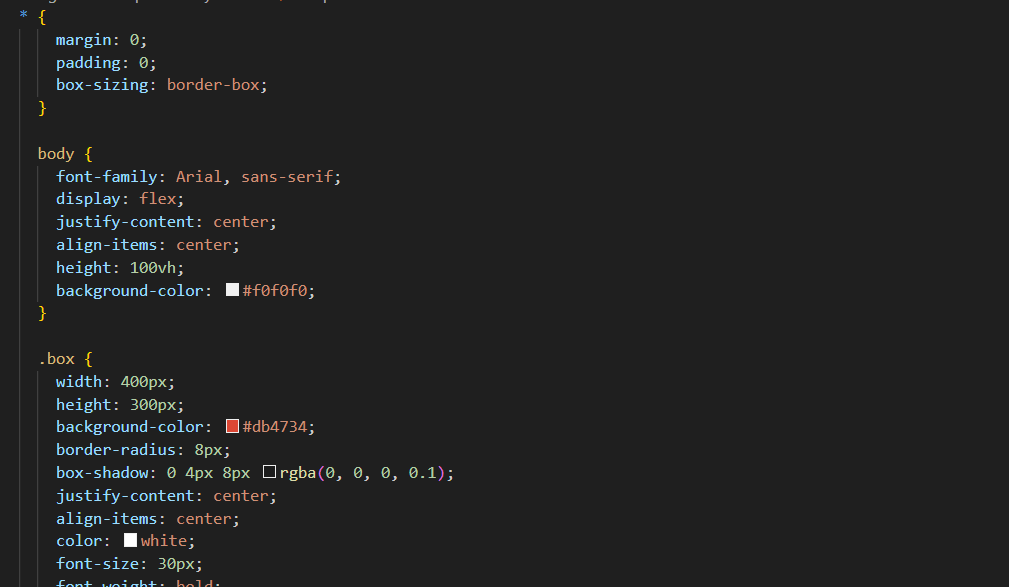 * {
margin: 0;
padding: 0;
box-sizing: border-box;
}
body {
font-family: Arial, sans-serif;
display: flex;
justify-content: center;
align-items: center;
height: 100vh;
background-color: #f0f0f0;
}
.box {
width: 400px;
height: 300px;
background-color: #db4734;
border-radius: 8px;
box-shadow: 0 4px 8px rgba(0, 0, 0, 0.1);
justify-content: center;
align-items: center;
color: white;
font-size: 30px;
font-weight: bold;